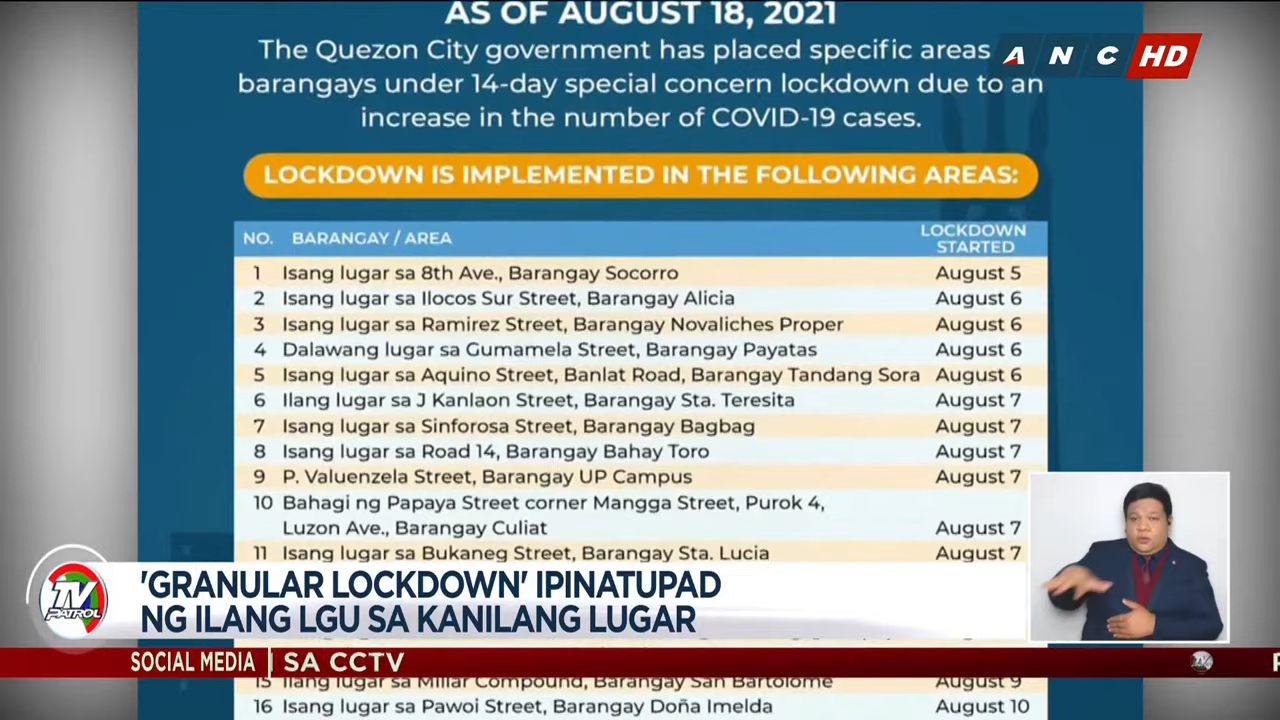 AS OF AUGUST 18, 2021
The Quezon City government has placed specific areas
barangays under 14-day special concern lockdown due to an
increase in the number of COVID-19 cases.
ANC HD
LOCKDOWN IS IMPLEMENTED IN THE FOLLOWING AREAS:
NO. BARANGAY / AREA LOCKDOWN STARTED
1 Isang lugar sa 8th Ave., Barangay Socorro August 5
2 Isang lugar sa Ilocos Sur Street, Barangay Alicia August 6
3 Isang lugar sa Ramirez Street, Barangay Novaliches Proper August 6
4 Dalawang lugar sa Gumamela Street, Barangay Payatas August 6
5 Isang lugar sa Aquino Street, Banlat Road, Barangay Tandang Sora August 6
6 Ilang lugar sa J Kanlaon Street, Barangay Sta. Teresita August 7
7 Isang lugar sa Sinforosa Street, Barangay Bagbag August 7
8 Isang lugar sa Road 14, Barangay Bahay Toro August 7
9 P. Valuenzela Street, Barangay UP Campus August 7
10 Bahagi ng Papaya Street corner Mangga Street, Purok 4,
Luzon Ave., Barangay Culiat August 7
11 Isang lugar sa Bukaneg Street, Barangay Sta. Lucia August 7
TV PATROL
'GRANULAR LOCKDOWN' IPINATUPAD
NG ILANG LGU SA KANILANG LUGAR
SOCIAL MEDIA | SA CCTV
15 Ilang lugar sa Millar Compound, Barangay San Bartolome August 9
16 Isang lugar sa Pawoi Street, Barangay Doña Imelda August 10